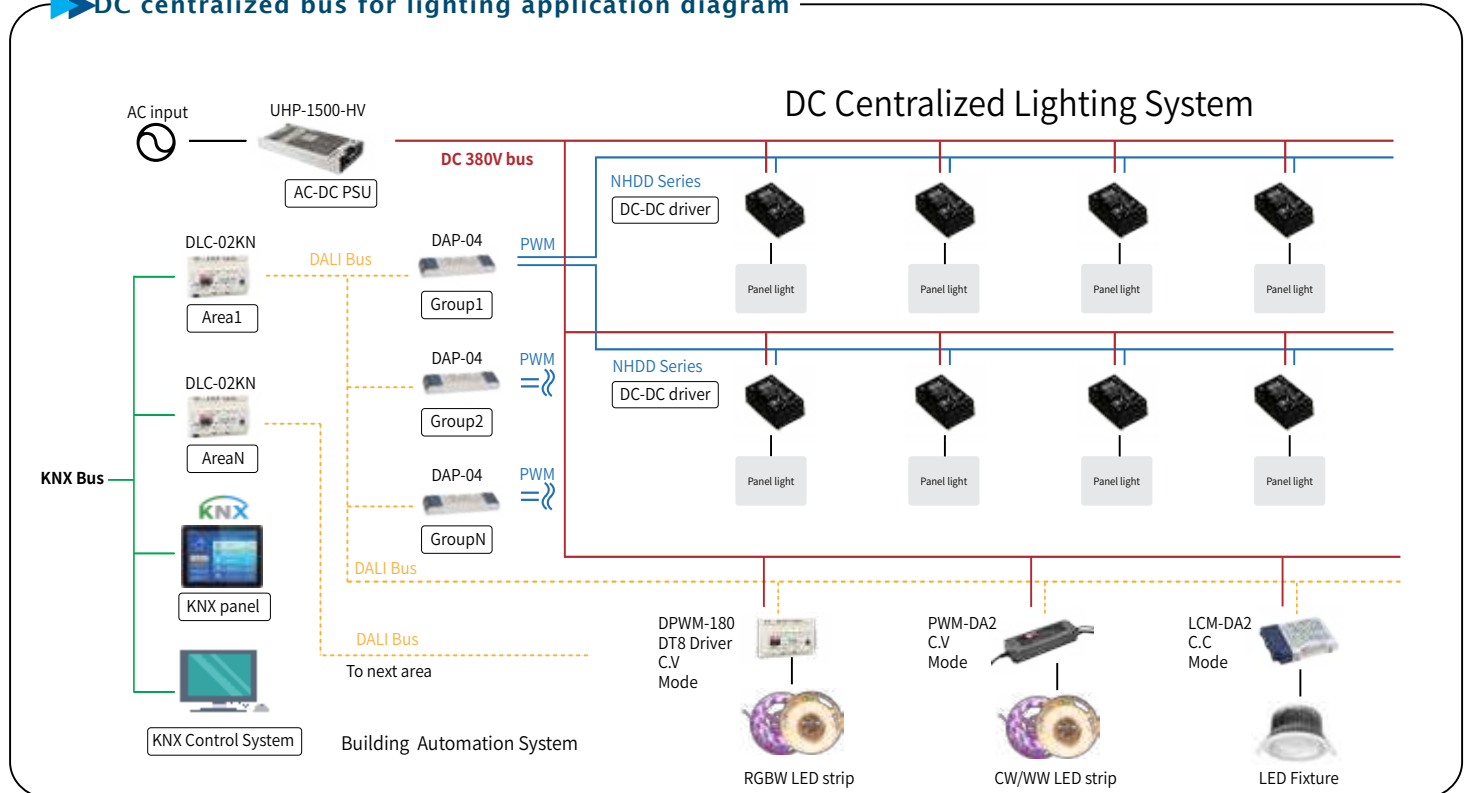 DC centralized bus for lighting application diagram
DC Centralized Lighting System
AC input
UHP-1500-HV
AC-DC PSU
DC 380V bus
NHDD Series
DC-DC driver
Panel light
Panel light
Panel light
Panel light
DLC-02KN
Area1
DALI Bus
DAP-04
Group1
PWM
DAP-04
Group2
PWM
NHDD Series
DC-DC driver
Panel light
Panel light
Panel light
Panel light
DLC-02KN
AreaN
DAP-04
GroupN
PWM
KNX Bus
KNX
KNX panel
DALI Bus
DALI Bus
To next area
KNX Control System
Building Automation System
DPWM-180
DT8 Driver
C.V
Mode
RGBW LED strip
PWM-DA2
C.V
Mode
CW/WW LED strip
LCM-DA2
C.C
Mode
LED Fixture